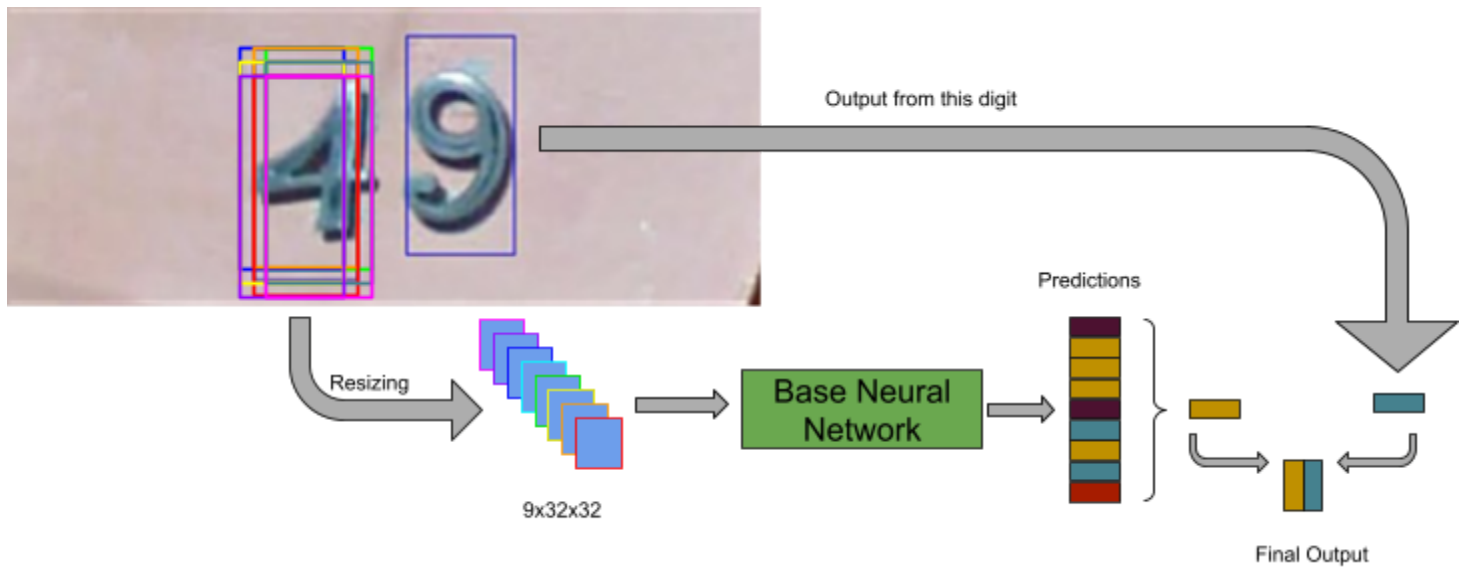 49
Output from this digit
Predictions
Resizing
Base Neural
Network
9x32x32
Final Output